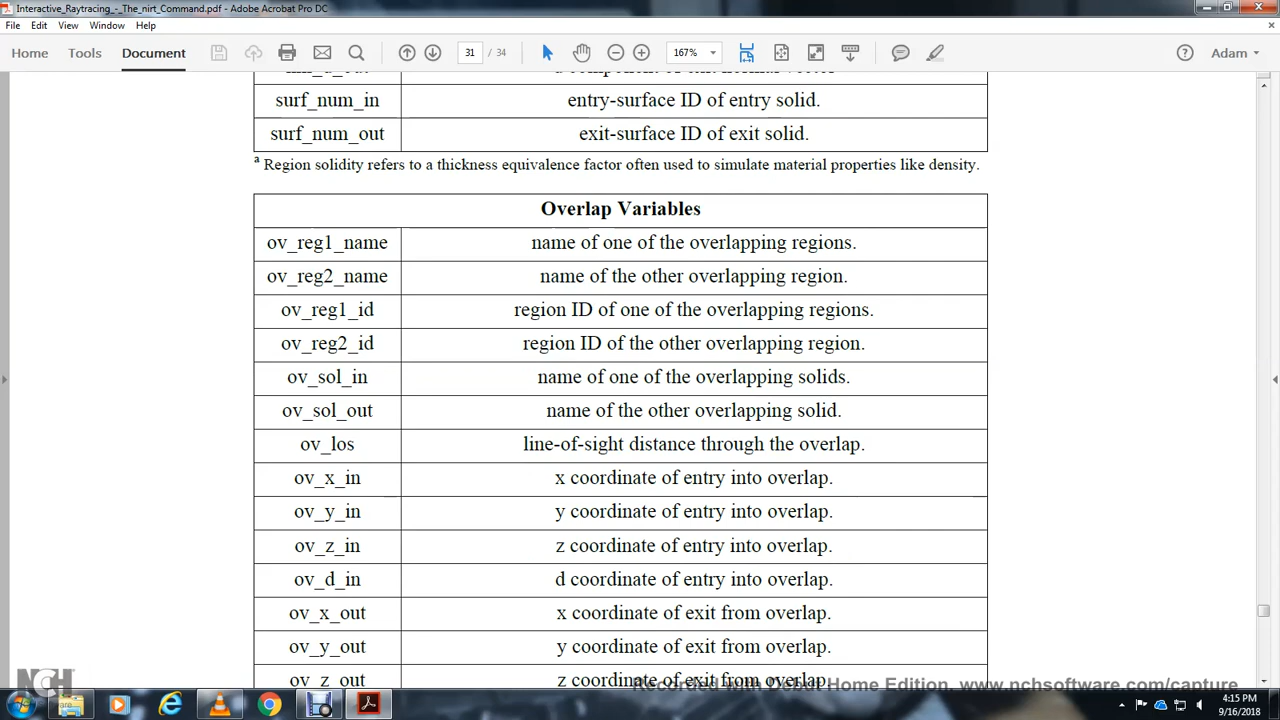 Interactive_Raytracing_-_The_nirt_Command.pdf - Adobe Acrobat Pro DC
File Edit View Window Help
Home Tools Document 31 / 34 167% Adam
surf_num_in entry-surface ID of entry solid.
surf_num_out exit-surface ID of exit solid.
a Region solidity refers to a thickness equivalence factor often used to simulate material properties like density.
Overlap Variables
ov_reg1_name name of one of the overlapping regions.
ov_reg2_name name of the other overlapping region.
ov_reg1_id region ID of one of the overlapping regions.
ov_reg2_id region ID of the other overlapping region.
ov_sol_in name of one of the overlapping solids.
ov_sol_out name of the other overlapping solid.
ov_los line-of-sight distance through the overlap.
ov_x_in x coordinate of entry into overlap.
ov_y_in y coordinate of entry into overlap.
ov_z_in z coordinate of entry into overlap.
ov_d_in d coordinate of entry into overlap.
ov_x_out x coordinate of exit from overlap.
ov_y_out y coordinate of exit from overlap.
ov_z_out z coordinate of exit from overlap.
NCH
Recorded with Debut Home Edition. www.nchsoftware.com/capture
4:15 PM
9/16/2018